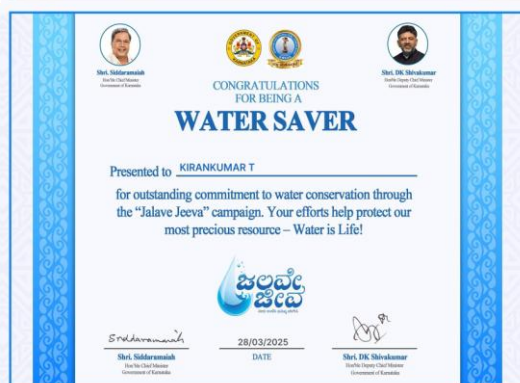 Shri. Siddaramaiah
Hon'ble Chief Minister
Government of Karnataka
Shri. DK Shivakumar
Hon'ble Deputy Chief Minister
Government of Karnataka
CONGRATULATIONS
FOR BEING A
WATER SAVER
Presented to KIRANKUMAR T
for outstanding commitment to water conservation through
the “Jalave Jeeva” campaign. Your efforts help protect our
most precious resource – Water is Life!
ಜಲವೇ
ಜೀವ
Siddaramaiah
28/03/2025
Shri. Siddaramaiah
Hon'ble Chief Minister
Government of Karnataka
DATE
Shri. DK Shivakumar
Hon'ble Deputy Chief Minister
Government of Karnataka